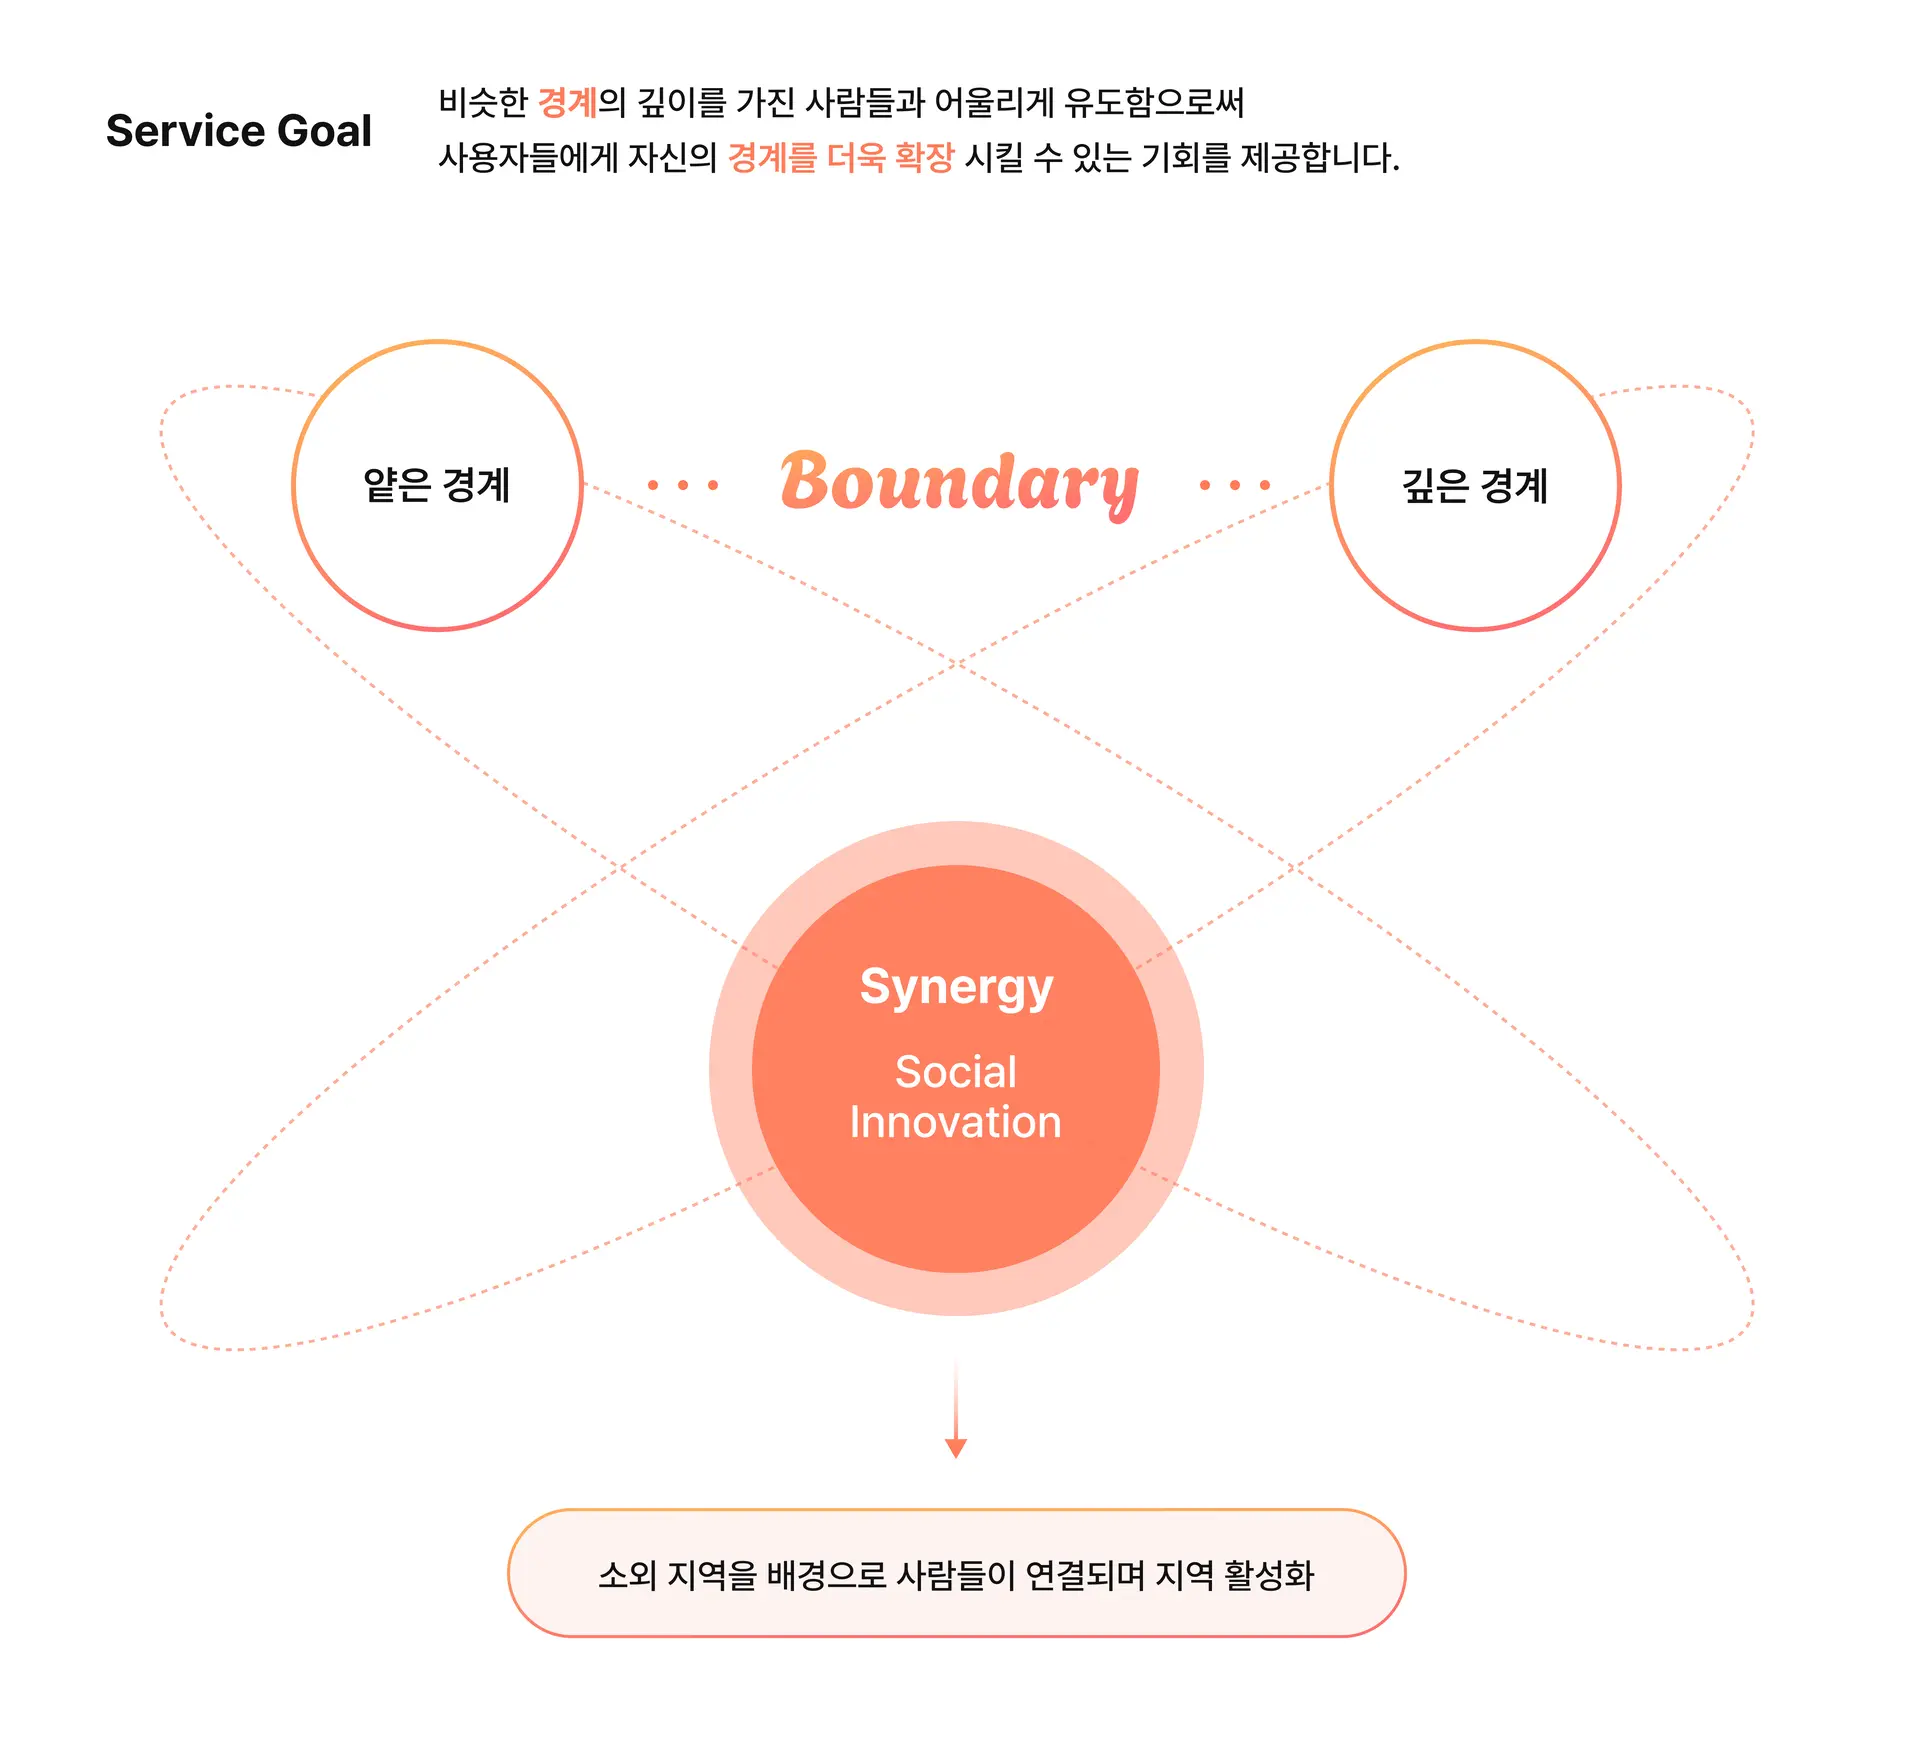 Service Goal
비슷한 경계의 깊이를 가진 사람들과 어울리게 유도함으로써
사용자들에게 자신의 경계를 더욱 확장 시킬 수 있는 기회를 제공합니다.
얕은 경계
Boundary
깊은 경계
Synergy
Social
Innovation
소외 지역을 배경으로 사람들이 연결되며 지역 활성화